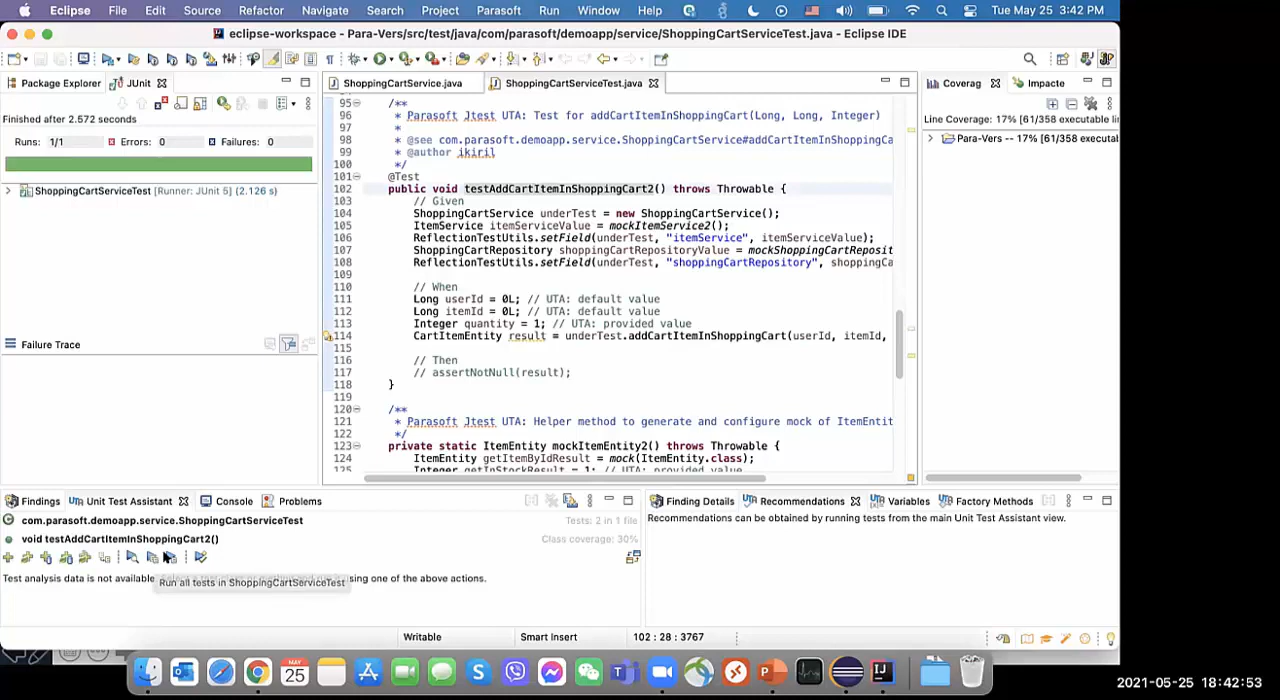 Eclipse File Edit Source Refactor Navigate Search Project Parasoft Run Window Help Tue May 25 3:42 PM
eclipse-workspace - Para-Vers/src/test/java/com/parasoft/demoapp/service/ShoppingCartServiceTest.java - Eclipse IDE
Package Explorer JUnit
Finished after 2.572 seconds
Runs: 1/1 Errors: 0 Failures: 0
ShoppingCartServiceTest [Runner: JUnit 5] (2.126 s)
Failure Trace
ShoppingCartService.java ShoppingCartServiceTest.java
95 /**
96 * Parasoft Jtest UTA: Test for addCartItemInShoppingCart(Long, Long, Integer)
97 *
98 * @see com.parasoft.demoapp.service.ShoppingCartService#addCartItemInShoppingCa
99 * @author ikiril
100 */
101 @Test
102 public void testAddCartItemInShoppingCart2() throws Throwable {
103 // Given
104 ShoppingCartService underTest = new ShoppingCartService();
105 ItemService itemServiceValue = mockItemService2();
106 ReflectionTestUtils.setField(underTest, "itemService", itemServiceValue);
107 ShoppingCartRepository shoppingCartRepositoryValue = mockShoppingCartReposit
108 ReflectionTestUtils.setField(underTest, "shoppingCartRepository", shoppingCa
109
110 // When
111 Long userId = 0L; // UTA: default value
112 Long itemId = 0L; // UTA: default value
113 Integer quantity = 1; // UTA: provided value
114 CartItemEntity result = underTest.addCartItemInShoppingCart(userId, itemId,
115
116 // Then
117 // assertNotNull(result);
118 }
119
120 /**
121 * Parasoft Jtest UTA: Helper method to generate and configure mock of ItemEntit
122 */
123 private static ItemEntity mockItemEntity2() throws Throwable {
124 ItemEntity getItemByIdResult = mock(ItemEntity.class);
125 Integer getInStockResult = 1; // UTA: provided value
Coverag Impacte
Line Coverage: 17% [61/358 executable lin
Para-Vers -- 17% [61/358 executab
Findings Unit Test Assistant Console Problems
com.parasoft.demoapp.service.ShoppingCartServiceTest Tests: 2 in 1 file
void testAddCartItemInShoppingCart2() Class coverage: 30%
Test analysis data is not available. using one of the above actions.
Run all tests in ShoppingCartServiceTest
Finding Details Recommendations Variables Factory Methods
Recommendations can be obtained by running tests from the main Unit Test Assistant view.
Writable Smart Insert 102 : 28 : 3767
MAY
25
2021-05-25 18:42:53